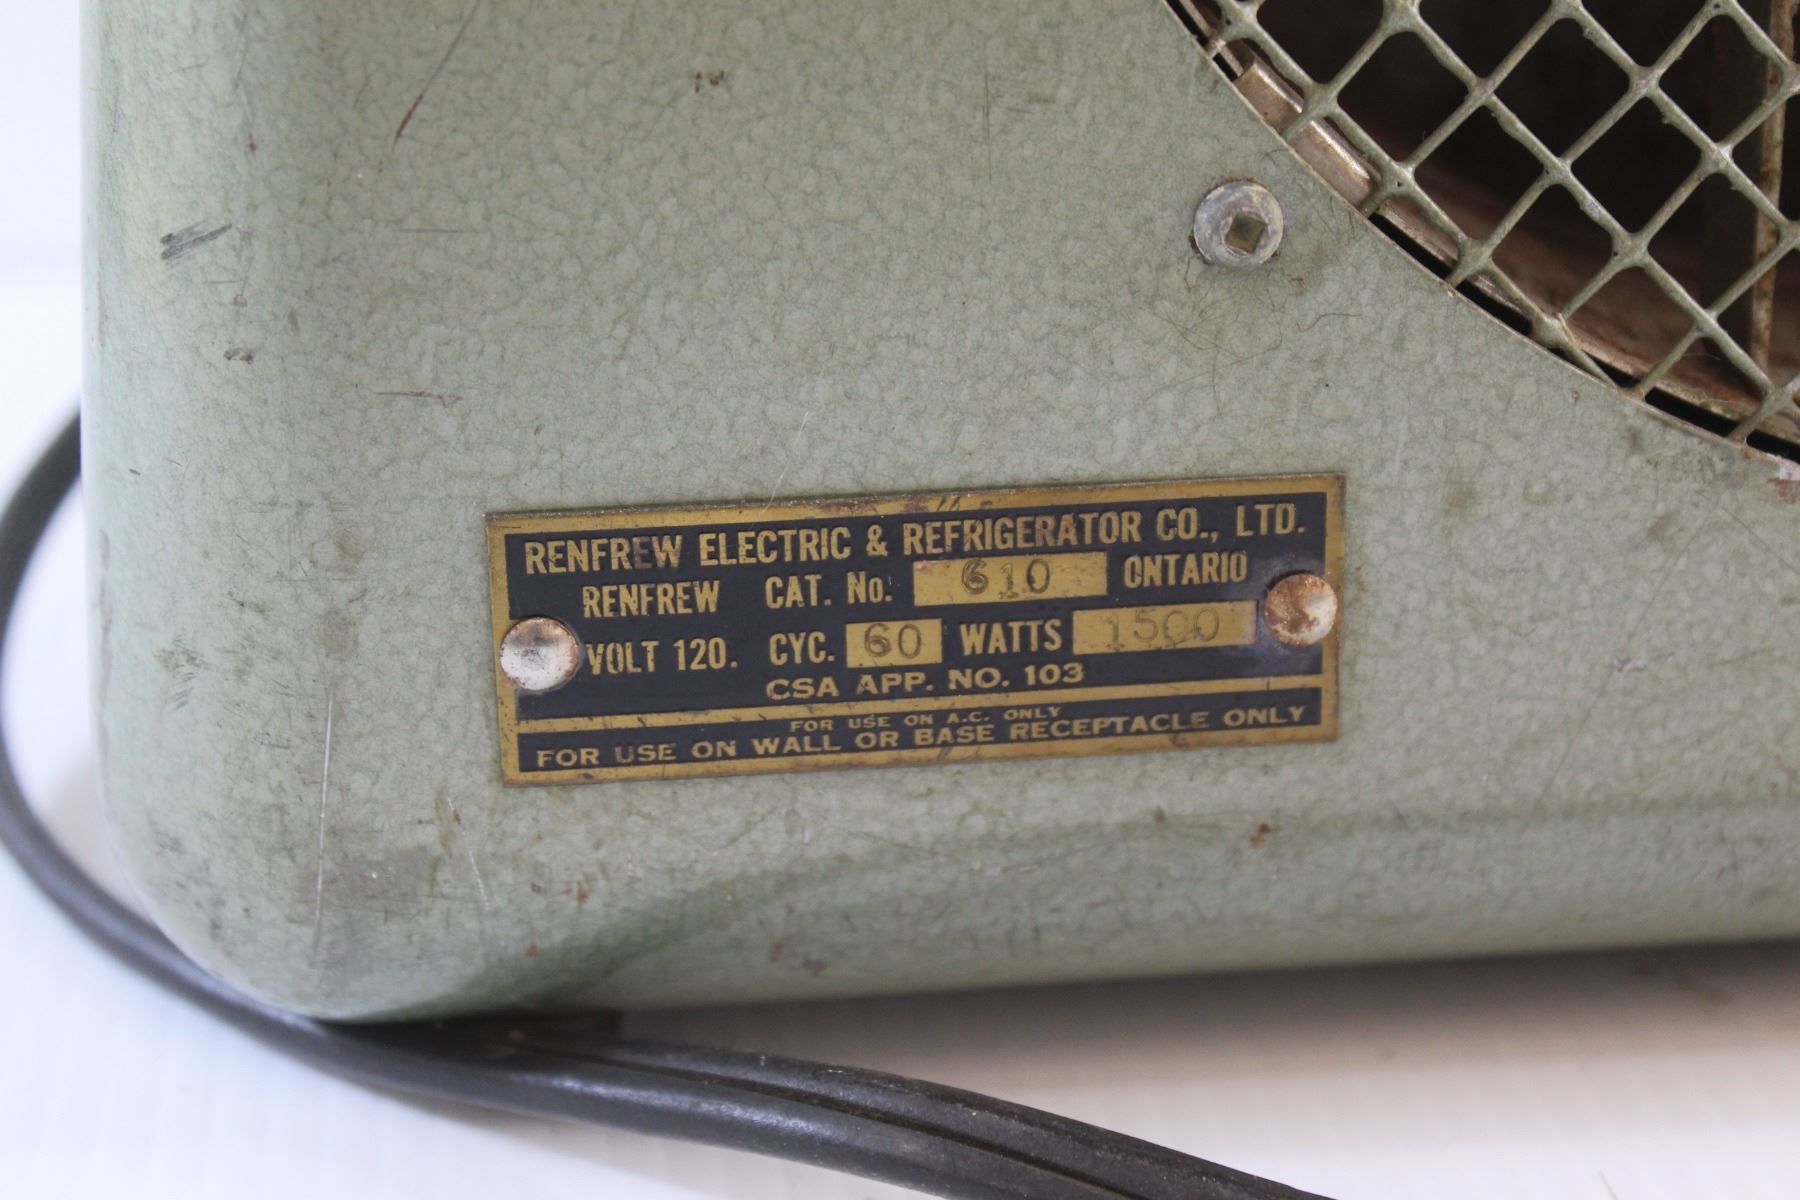 RENFREW ELECTRIC & REFRIGERATOR CO., LTD.
RENFREW CAT. No. 610 ONTARIO
VOLT 120. CYC. 60 WATTS 1500
CSA APP. NO. 103
FOR USE ON A.C. ONLY
FOR USE ON WALL OR BASE RECEPTACLE ONLY